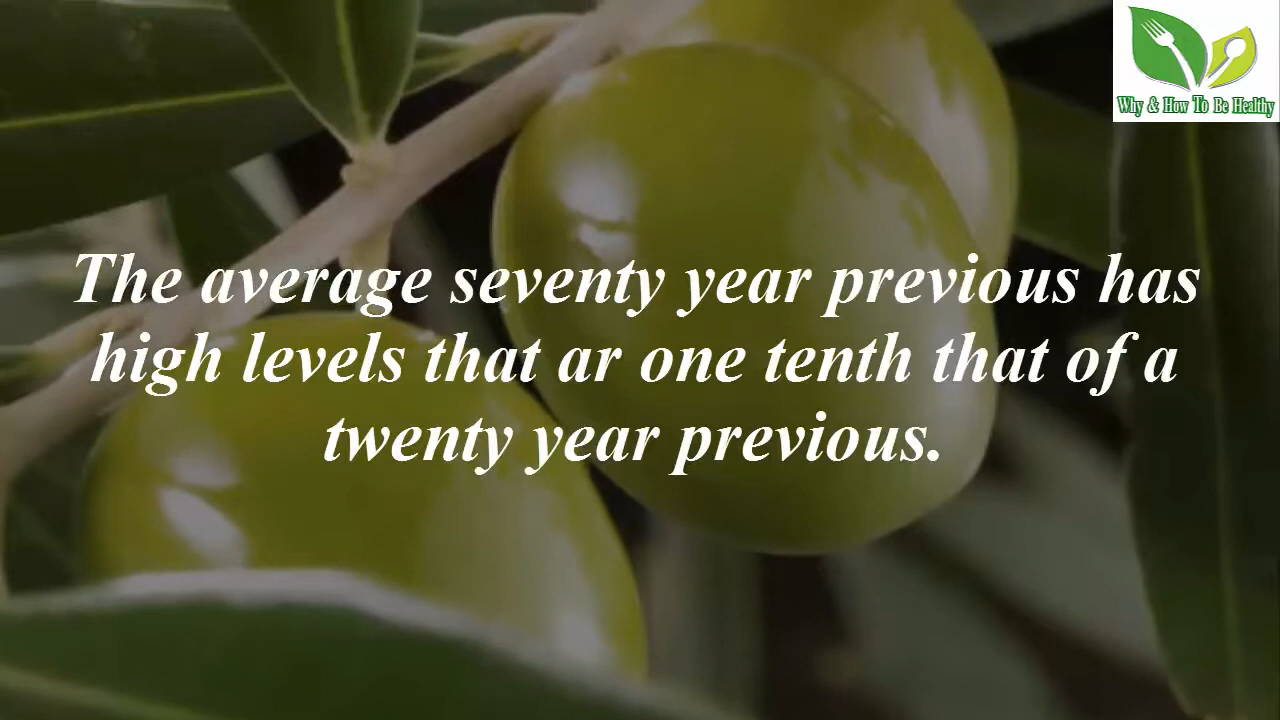 Why & How To Be Healthy
The average seventy year previous has
high levels that ar one tenth that of a
twenty year previous.